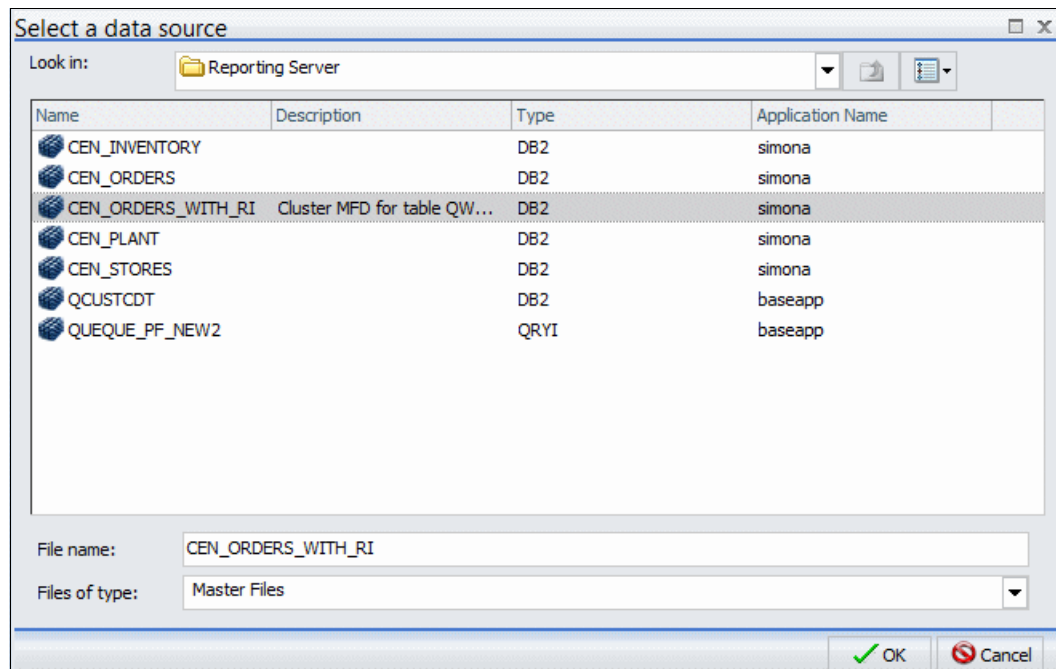 Select a data source
Look in: Reporting Server
Name Description Type Application Name
CEN_INVENTORY DB2 simona
CEN_ORDERS DB2 simona
CEN_ORDERS_WITH_RI Cluster MFD for table QW... DB2 simona
CEN_PLANT DB2 simona
CEN_STORES DB2 simona
QCUSTCDT DB2 baseapp
QUEQUE_PF_NEW2 QRYI baseapp
File name: CEN_ORDERS_WITH_RI
Files of type: Master Files
OK Cancel